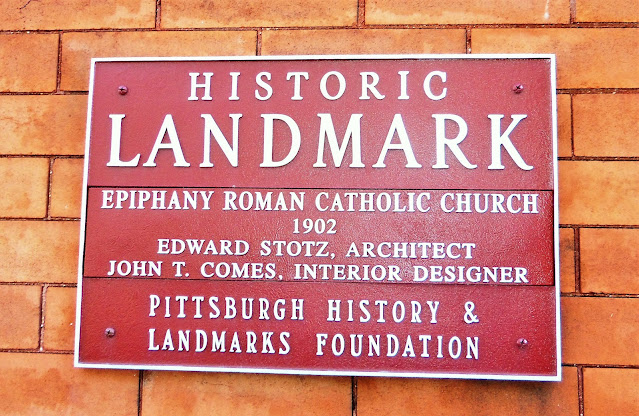 HISTORIC
LANDMARK
EPIPHANY ROMAN CATHOLIC CHURCH
1902
EDWARD STOTZ, ARCHITECT
JOHN T. COMES, INTERIOR DESIGNER
PITTSBURGH HISTORY &
LANDMARKS FOUNDATION